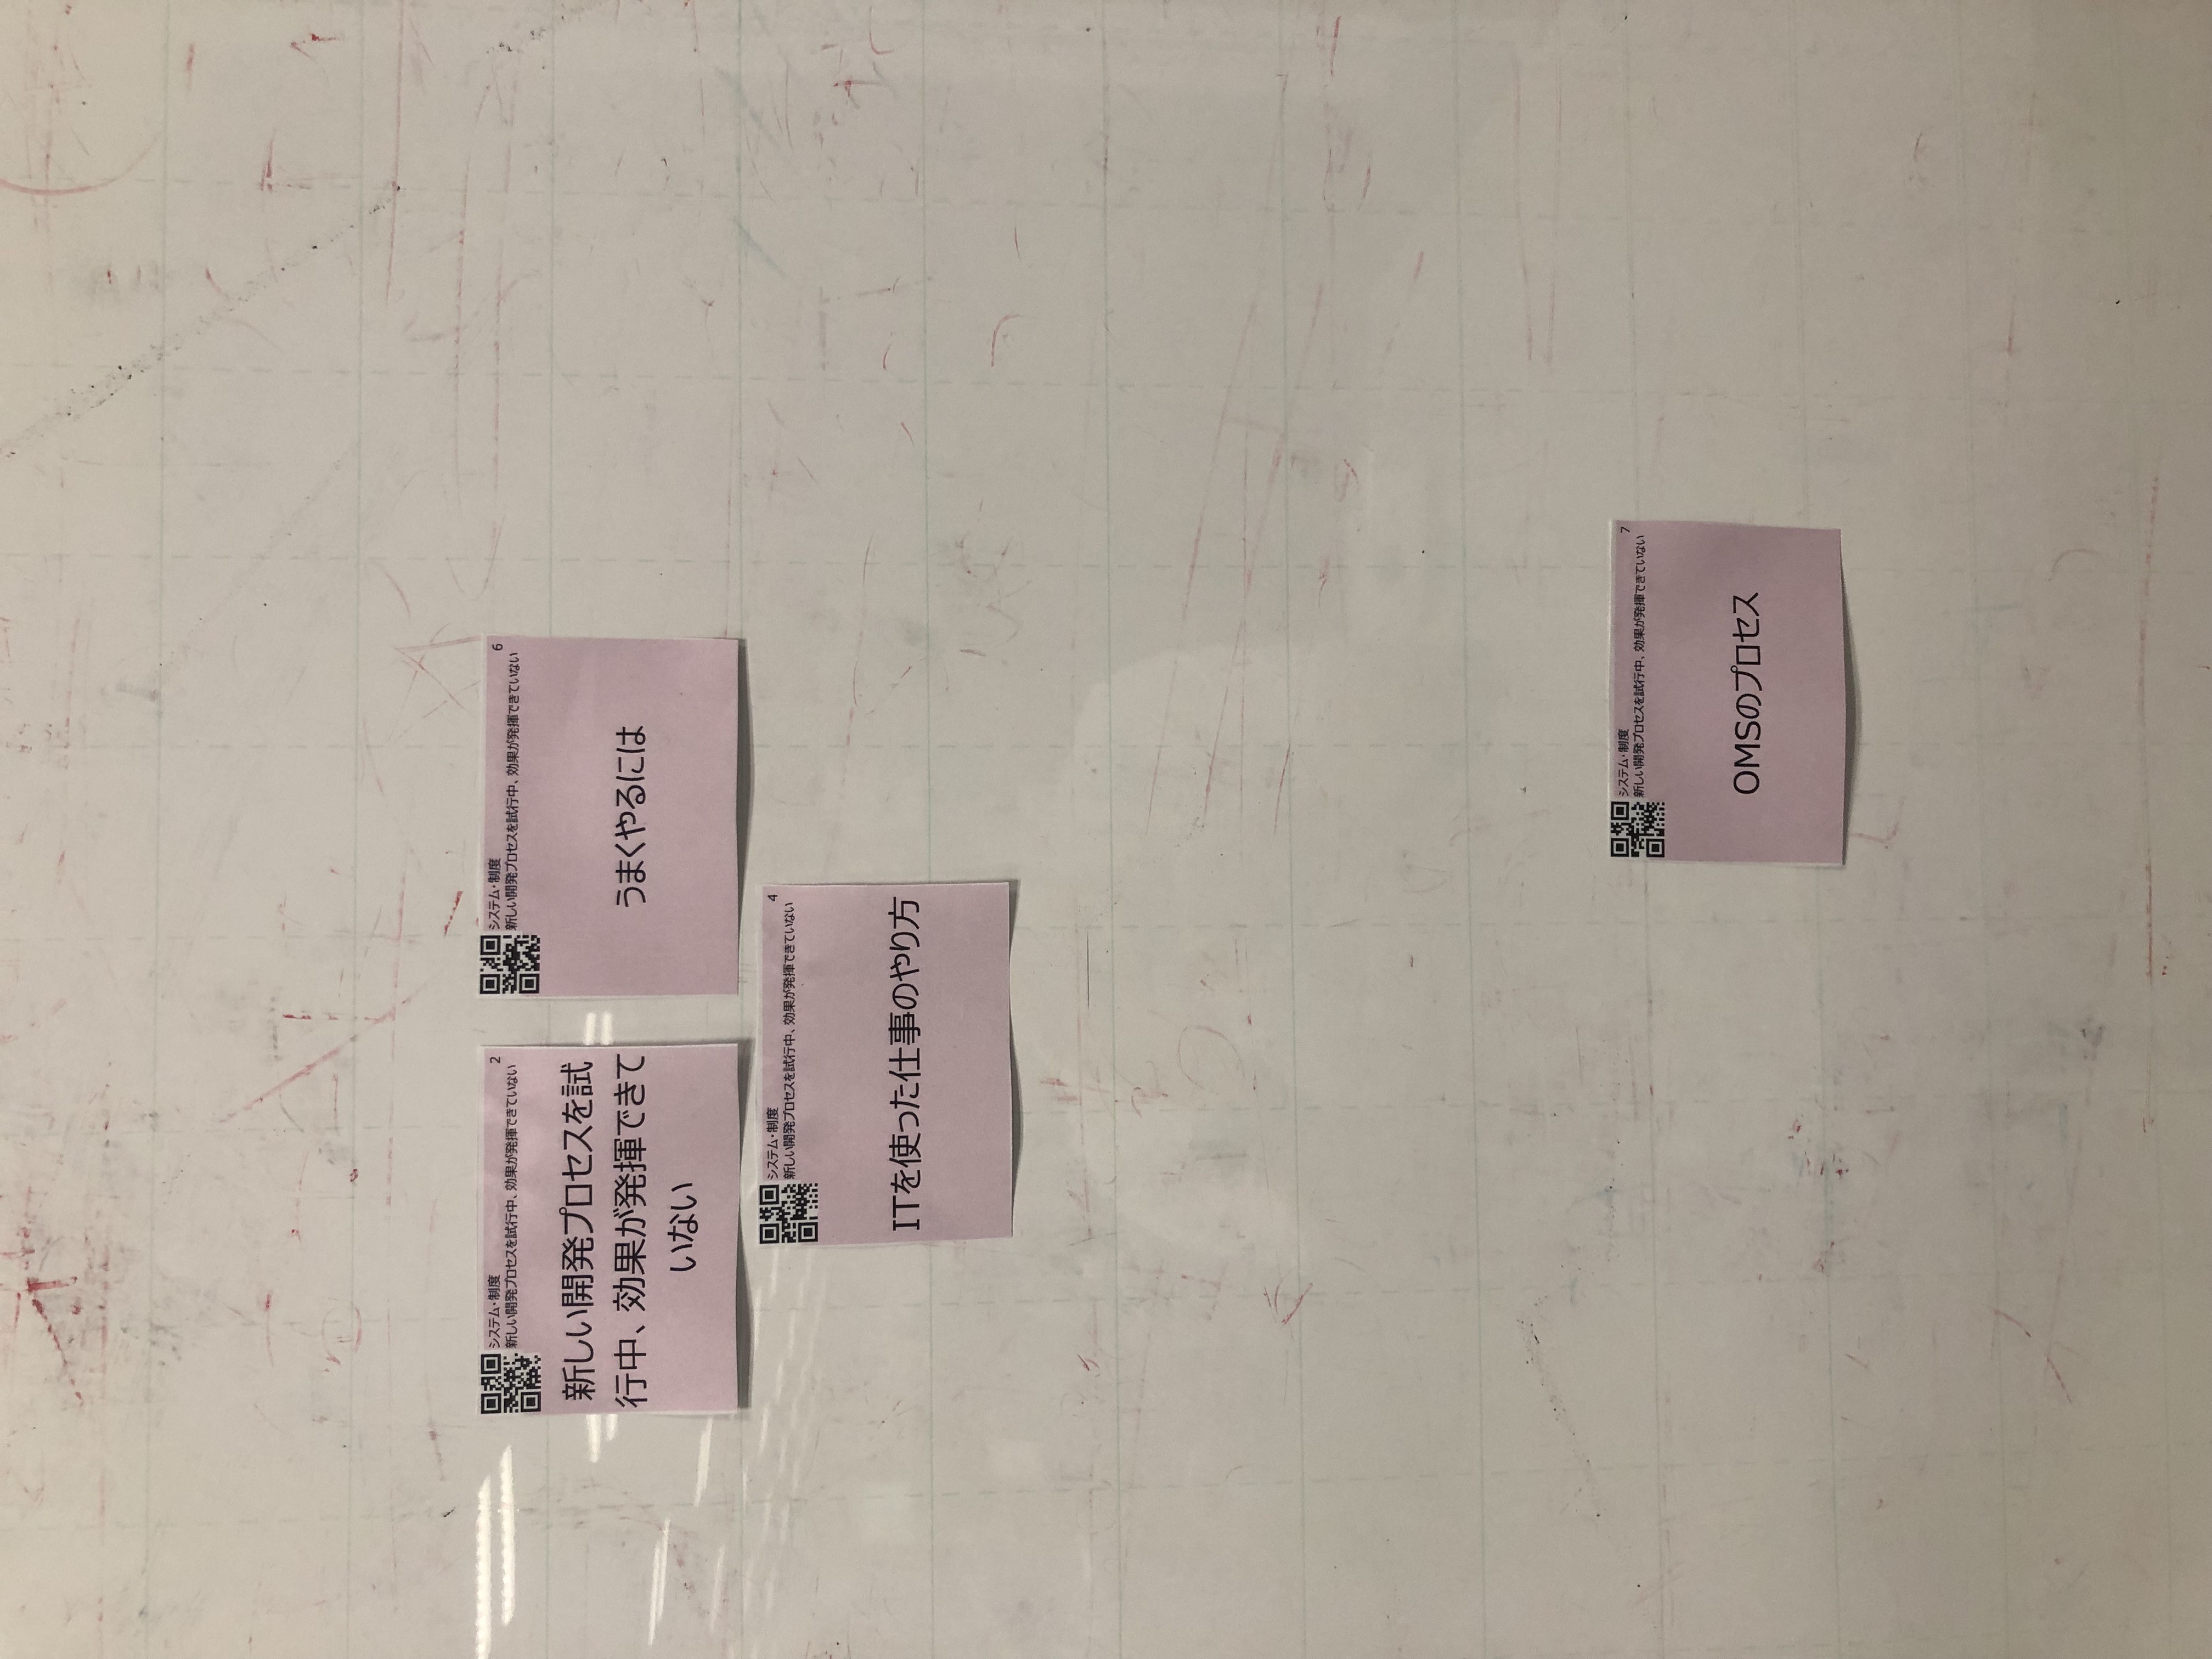 システム・制度 2
新しい開発プロセスを試行中、効果が発揮できていない
新しい開発プロセスを試
行中、効果が発揮できて
いない
システム・制度 6
新しい開発プロセスを試行中、効果が発揮できていない
うまくやるには
システム・制度 4
新しい開発プロセスを試行中、効果が発揮できていない
ITを使った仕事のやり方
システム・制度 7
新しい開発プロセスを試行中、効果が発揮できていない
OMSのプロセス